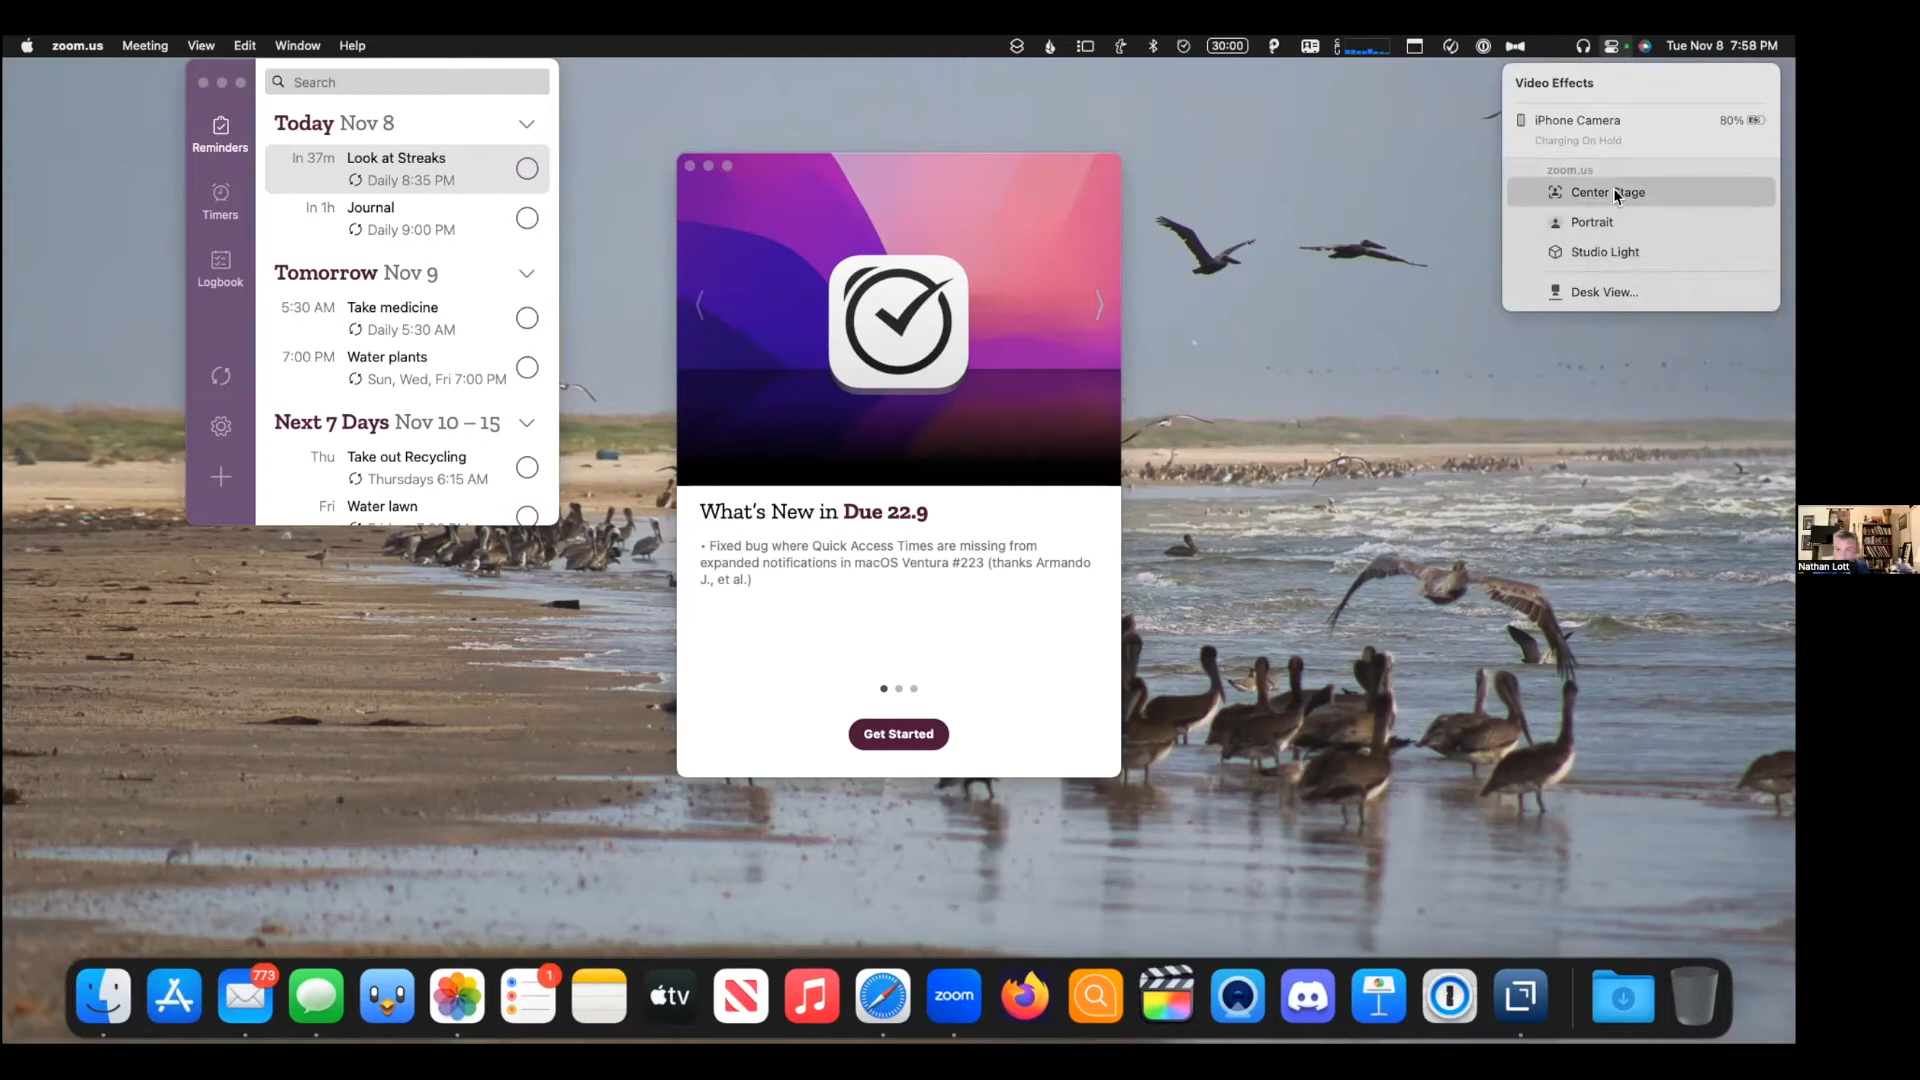 zoom.us Meeting View Edit Window Help
30:00
CPU
Tue Nov 8 7:58 PM
Search
Today Nov 8
In 37m Look at Streaks
Daily 8:35 PM
In 1h Journal
Daily 9:00 PM
Tomorrow Nov 9
5:30 AM Take medicine
Daily 5:30 AM
7:00 PM Water plants
Sun, Wed, Fri 7:00 PM
Next 7 Days Nov 10 – 15
Thu Take out Recycling
Thursdays 6:15 AM
Fri Water lawn
Reminders
Timers
Logbook
What's New in Due 22.9
• Fixed bug where Quick Access Times are missing from
expanded notifications in macOS Ventura #223 (thanks Armando
J., et al.)
Get Started
Video Effects
iPhone Camera 80%
Charging On Hold
zoom.us
Center Stage
Portrait
Studio Light
Desk View...
Nathan Lott
773
1
tv
zoom